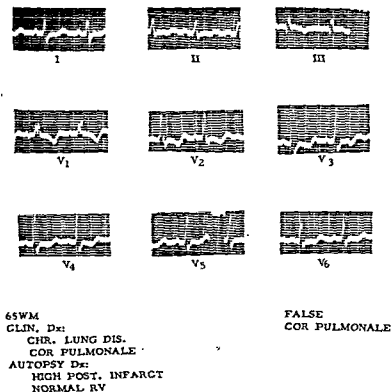 I II III
V1 V2 V3
V4 V5 V6
65WM
CLIN. Dx:
CHR. LUNG DIS.
COR PULMONALE
AUTOPSY Dx:
HIGH POST. INFARCT
NORMAL RV
FALSE
COR PULMONALE